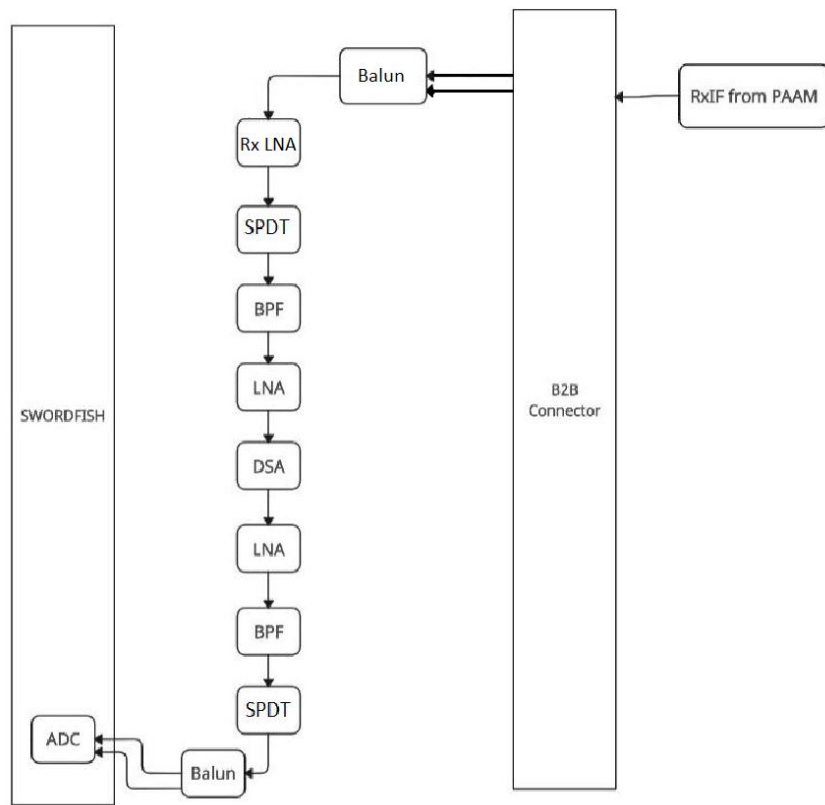 Balun
RxIF from PAAM
Rx LNA
SPDT
BPF
LNA
SWORDFISH
B2B
Connector
DSA
LNA
BPF
SPDT
ADC
Balun